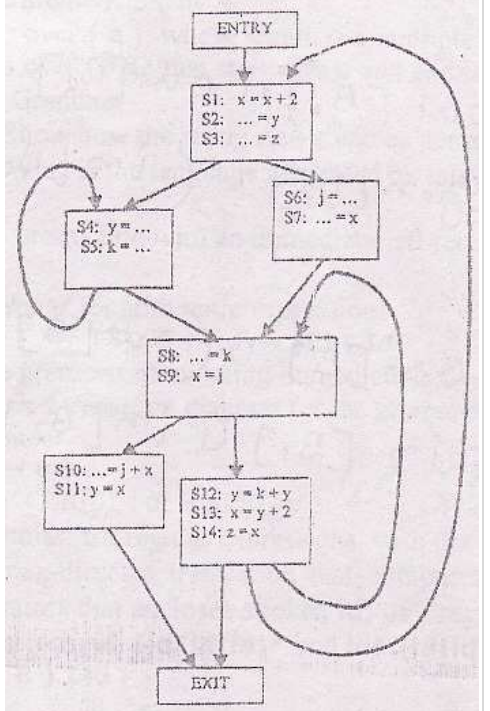 ENTRY
S1: x = x + 2
S2: ... = y
S3: ... = z
S6: j = ...
S7: ... = x
S4: y = ...
S5: k = ...
S8: ... = k
S9: x = j
S10: ... = j + x
S11: y = x
S12: y = k + y
S13: x = y + 2
S14: z = x
EXIT